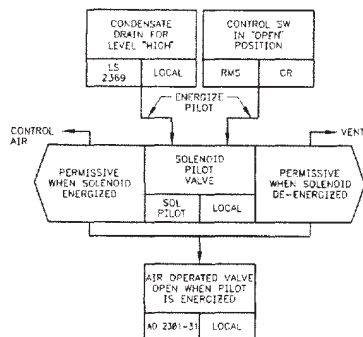 CONDENSATE
DRAIN FOR
LEVEL "HIGH"
LS
2369
LOCAL
CONTROL SW
IN "OPEN"
POSITION
RMS
CR
ENERGIZE
PILOT
CONTROL
AIR
VENT
PERMISSIVE
WHEN SOLENOID
ENERGIZED
SOLENOID
PILOT
VALVE
SOL
PILOT
LOCAL
PERMISSIVE
WHEN SOLENOID
DE-ENERGIZED
AIR OPERATED VALVE
OPEN WHEN PILOT
IS ENERGIZED
AO 2301-31
LOCAL